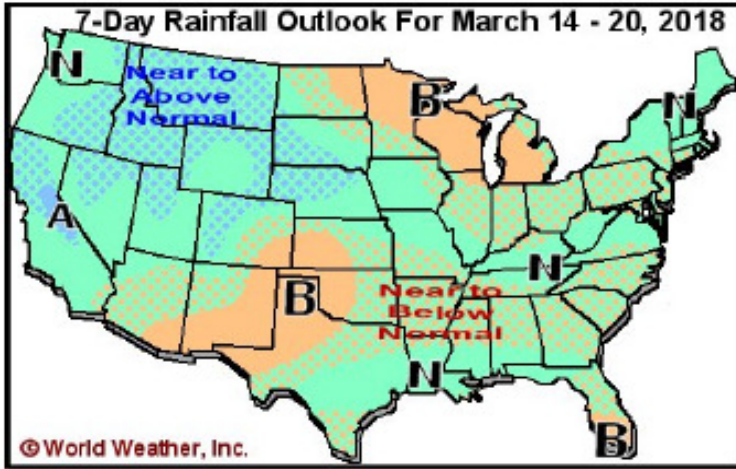 7-Day Rainfall Outlook For March 14 - 20, 2018
N
Near to
Above
Normal
B
N
A
B
Near to
Below
Normal
N
N
B
© World Weather, Inc.